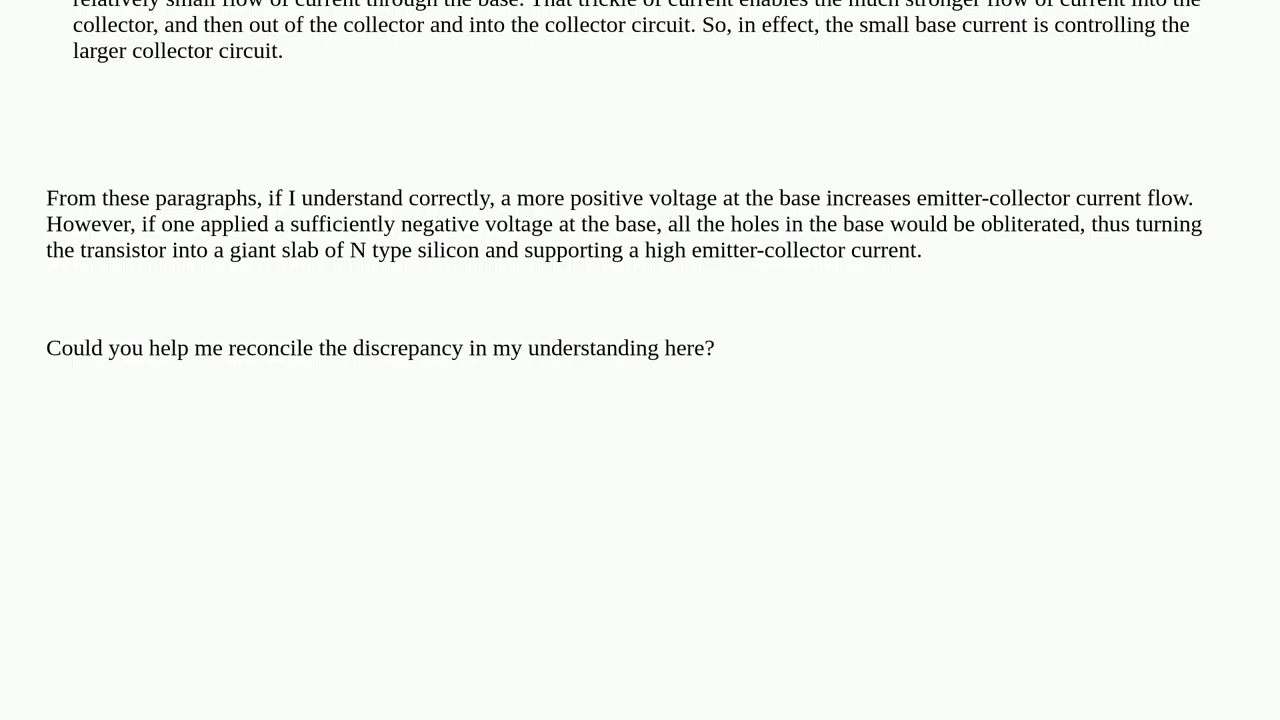 relatively small flow of current through the base. That trickle of current enables the much stronger flow of current into the
collector, and then out of the collector and into the collector circuit. So, in effect, the small base current is controlling the
larger collector circuit.
From these paragraphs, if I understand correctly, a more positive voltage at the base increases emitter-collector current flow.
However, if one applied a sufficiently negative voltage at the base, all the holes in the base would be obliterated, thus turning
the transistor into a giant slab of N type silicon and supporting a high emitter-collector current.
Could you help me reconcile the discrepancy in my understanding here?